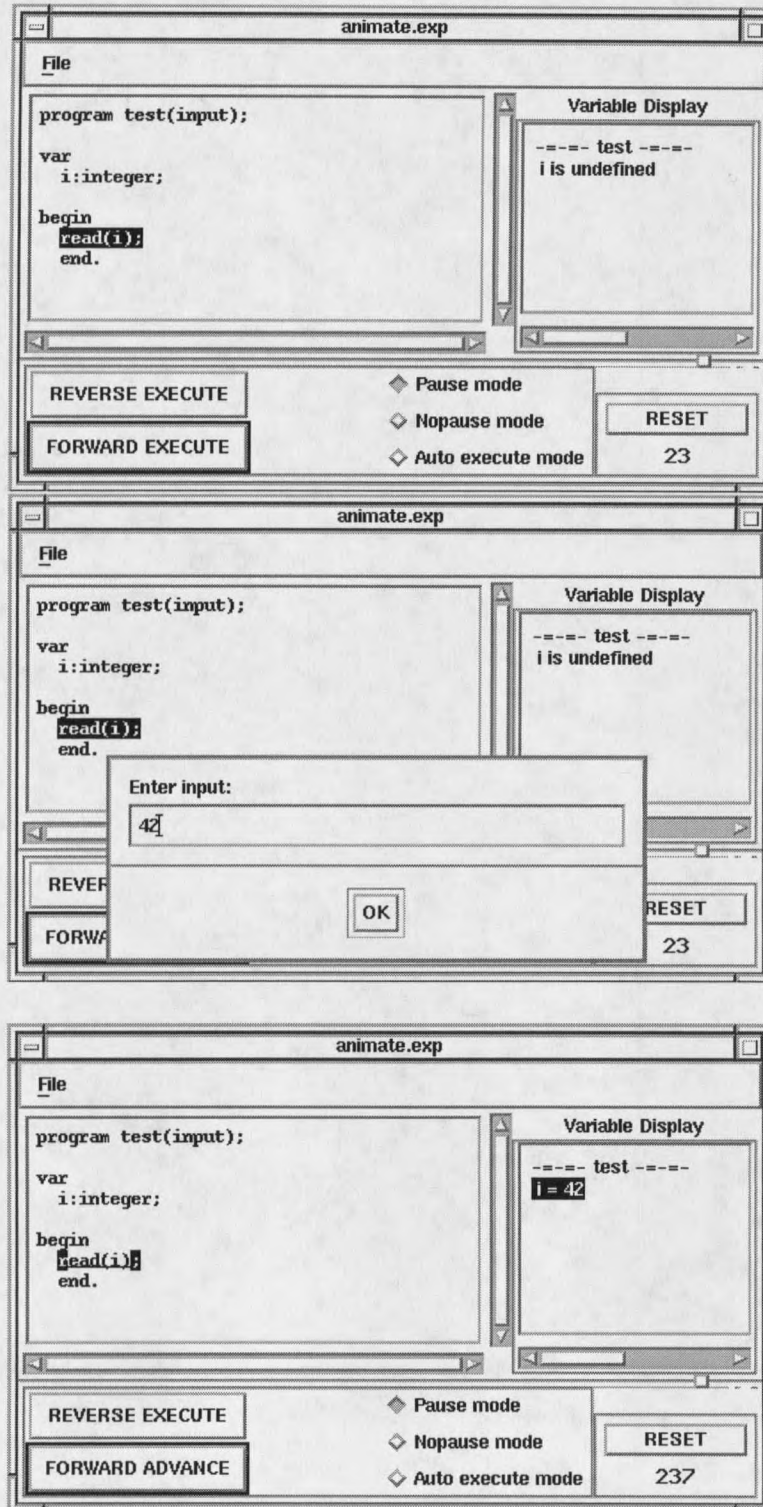 animate.exp
File
program test(input);
Variable Display
var
i:integer;
-=-=- test -=-=-
i is undefined
begin
read(i);
end.
REVERSE EXECUTE
FORWARD EXECUTE
Pause mode
Nopause mode
Auto execute mode
RESET
23
animate.exp
File
program test(input);
Variable Display
var
i:integer;
-=-=- test -=-=-
i is undefined
begin
read(i);
end.
Enter input:
42
OK
REVER
FORWA
RESET
23
animate.exp
File
program test(input);
Variable Display
var
i:integer;
-=-=- test -=-=-
i = 42
begin
read(i);
end.
REVERSE EXECUTE
FORWARD ADVANCE
Pause mode
Nopause mode
Auto execute mode
RESET
237